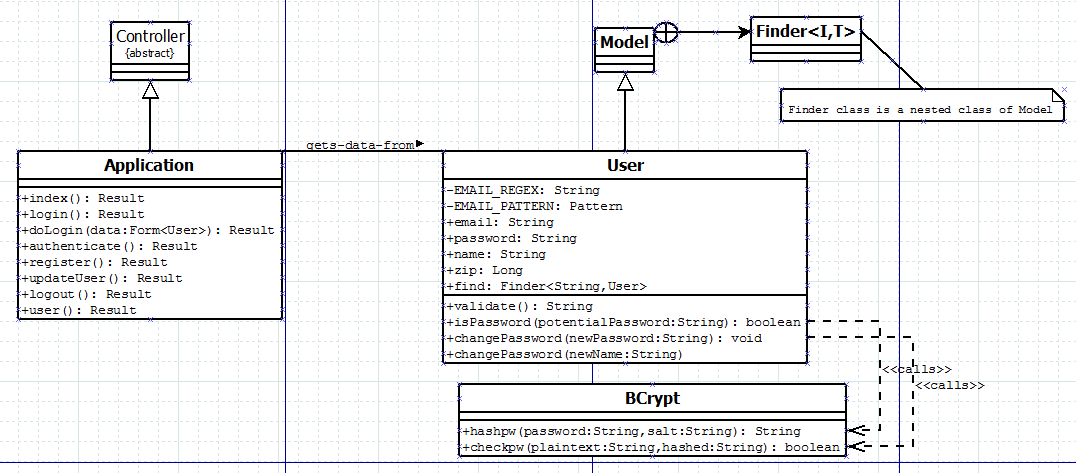 Controller
{abstract}
Model
Finder<I,T>
Finder class is a nested class of Model
Application
+index(): Result
+login(): Result
+doLogin(data:Form<User>): Result
+authenticate(): Result
+register(): Result
+updateUser(): Result
+logout(): Result
+user(): Result
gets-data-from
User
-EMAIL_REGEX: String
-EMAIL_PATTERN: Pattern
+email: String
+password: String
+name: String
+zip: Long
+find: Finder<String,User>
+validate(): String
+isPassword(potentialPassword:String): boolean
+changePassword(newPassword:String): void
+changePassword(newName:String)
<<calls>>
<<calls>>
BCrypt
+hashpw(password:String,salt:String): String
+checkpw(plaintext:String,hashed:String): boolean